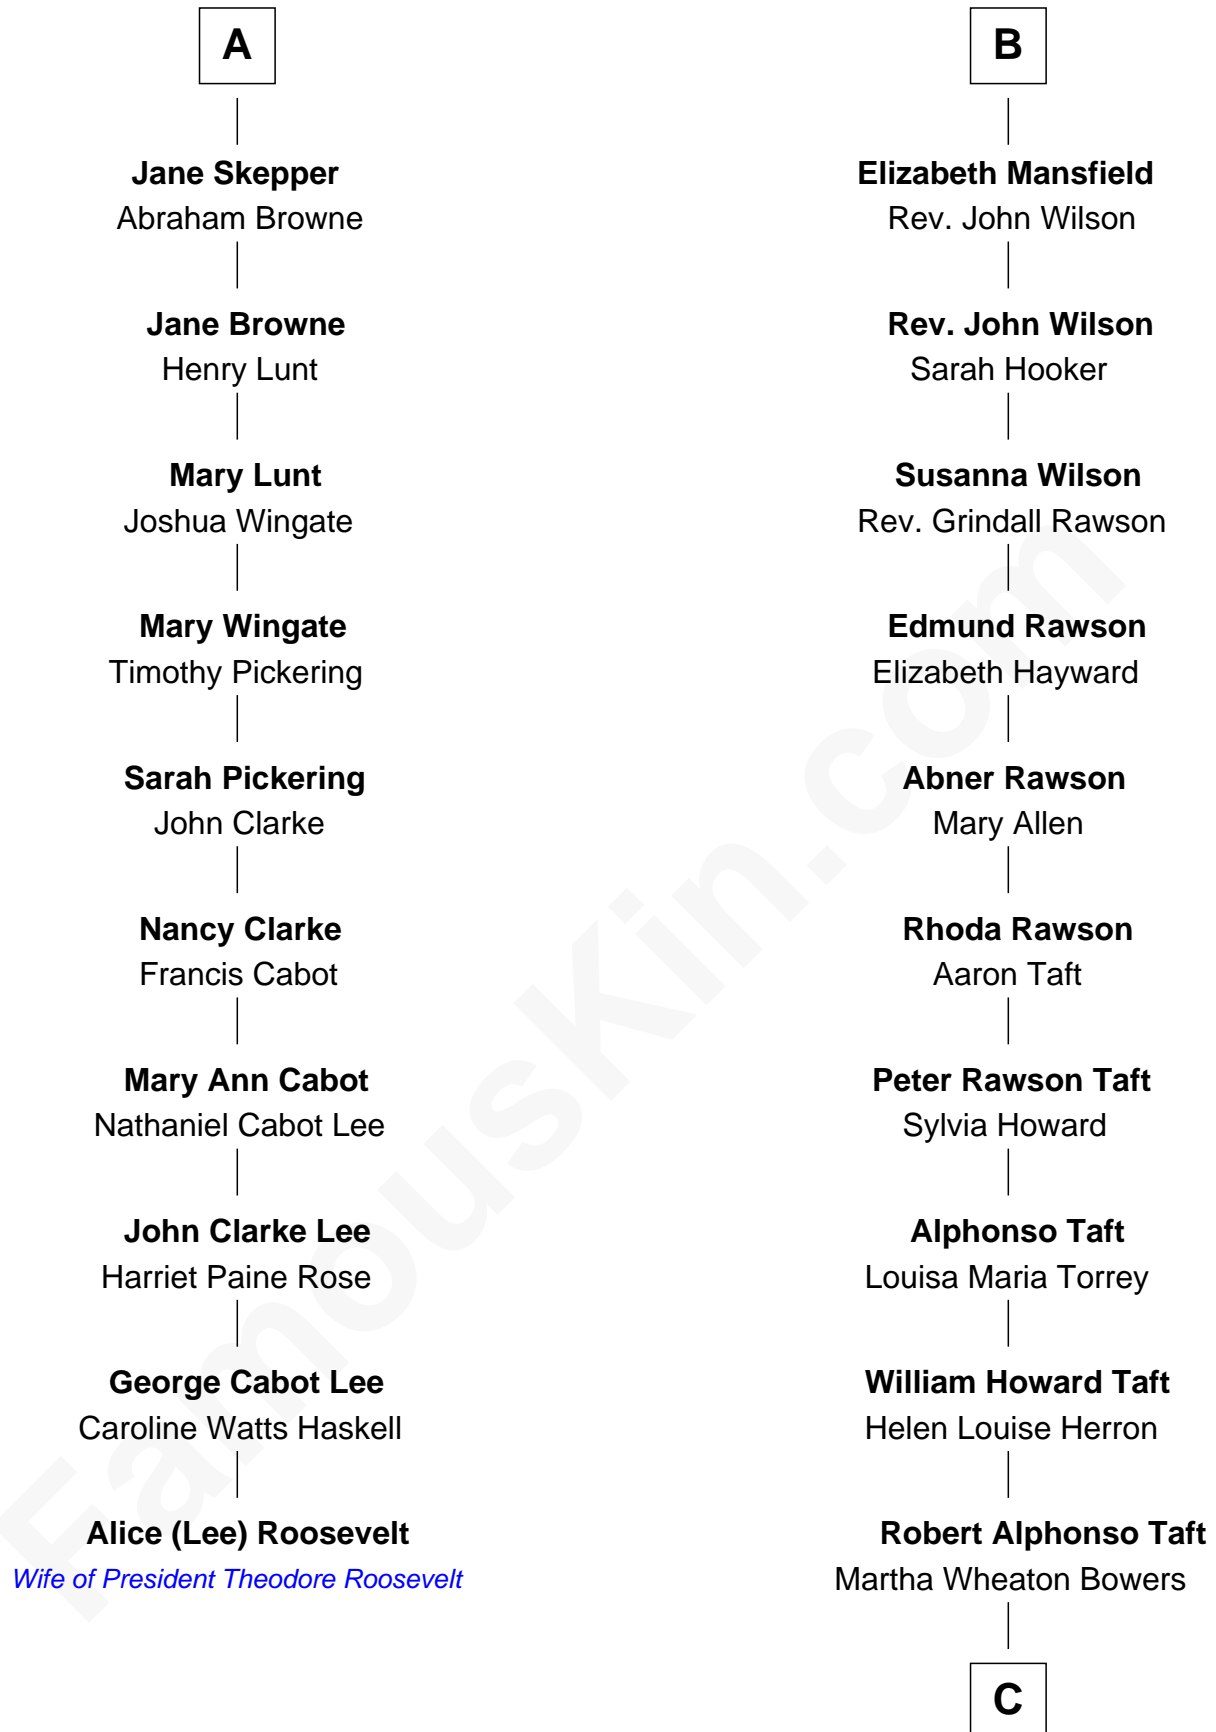 A
Jane Skepper
Abraham Browne
Jane Browne
Henry Lunt
Mary Lunt
Joshua Wingate
Mary Wingate
Timothy Pickering
Sarah Pickering
John Clarke
Nancy Clarke
Francis Cabot
Mary Ann Cabot
Nathaniel Cabot Lee
John Clarke Lee
Harriet Paine Rose
George Cabot Lee
Caroline Watts Haskell
Alice (Lee) Roosevelt
Wife of President Theodore Roosevelt
B
Elizabeth Mansfield
Rev. John Wilson
Rev. John Wilson
Sarah Hooker
Susanna Wilson
Rev. Grindall Rawson
Edmund Rawson
Elizabeth Hayward
Abner Rawson
Mary Allen
Rhoda Rawson
Aaron Taft
Peter Rawson Taft
Sylvia Howard
Alphonso Taft
Louisa Maria Torrey
William Howard Taft
Helen Louise Herron
Robert Alphonso Taft
Martha Wheaton Bowers
C
FamousKin.com